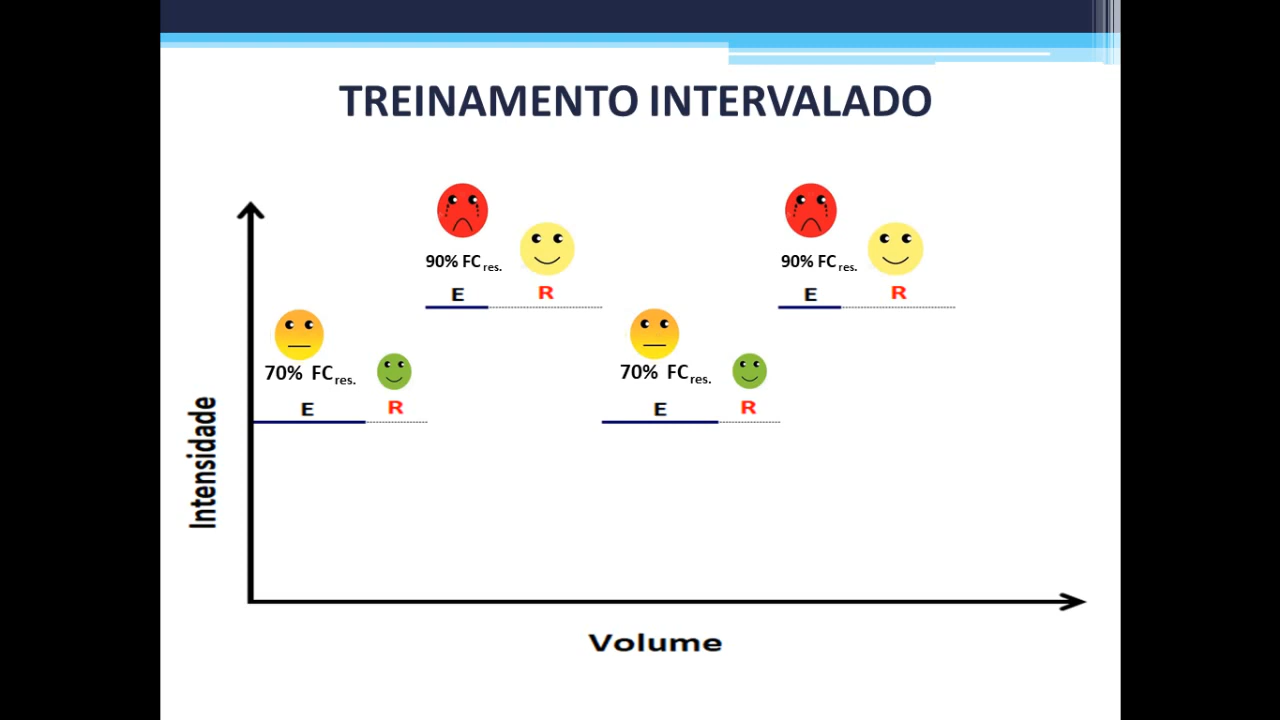 TREINAMENTO INTERVALADO
90% FC res.
E R
90% FC res.
E R
70% FC res.
E R
70% FC res.
E R
Intensidade
Volume